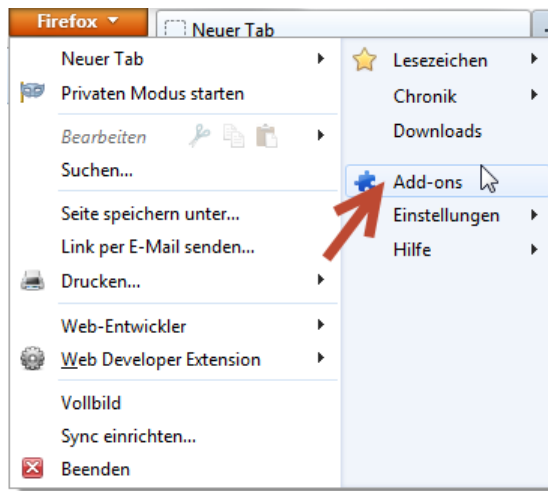 Firefox
Neuer Tab
Neuer Tab
Privaten Modus starten
Bearbeiten
Suchen...
Seite speichern unter...
Link per E-Mail senden...
Drucken...
Web-Entwickler
Web Developer Extension
Vollbild
Sync einrichten...
Beenden
Lesezeichen
Chronik
Downloads
Add-ons
Einstellungen
Hilfe